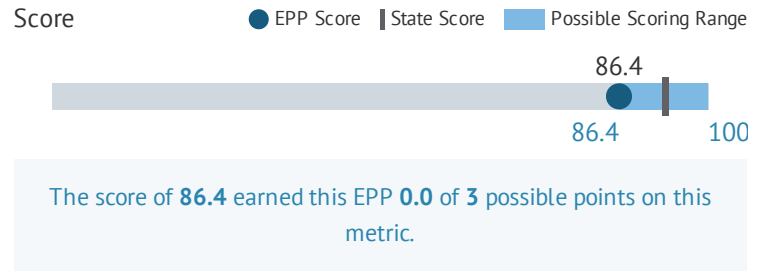 Score EPP Score State Score Possible Scoring Range
86.4
86.4 100
The score of 86.4 earned this EPP 0.0 of 3 possible points on this
metric.